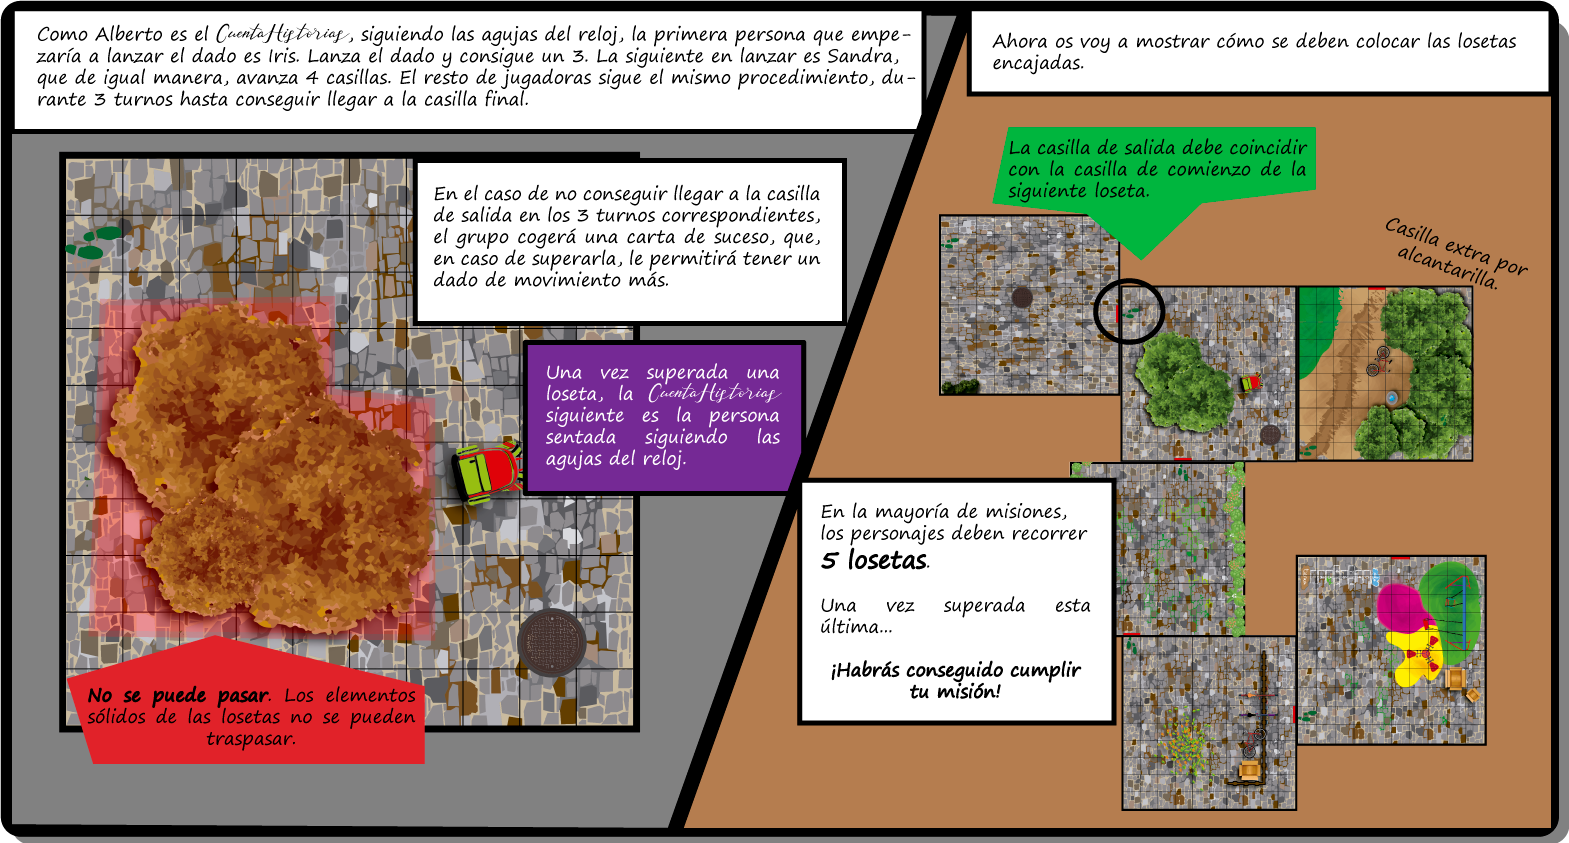 Como Alberto es el CuentaHistorias, siguiendo las agujas del reloj, la primera persona que empe-
zaría a lanzar el dado es Iris. Lanza el dado y consigue un 3. La siguiente en lanzar es Sandra,
que de igual manera, avanza 4 casillas. El resto de jugadoras sigue el mismo procedimiento, du-
rante 3 turnos hasta conseguir llegar a la casilla final.
En el caso de no conseguir llegar a la casilla
de salida en los 3 turnos correspondientes,
el grupo cogerá una carta de suceso, que,
en caso de superarla, le permitirá tener un
dado de movimiento más.
Una vez superada una
loseta, la CuentaHistorias
siguiente es la persona
sentada siguiendo las
agujas del reloj.
1
No se puede pasar. Los elementos
sólidos de las losetas no se pueden
traspasar.
Ahora os voy a mostrar cómo se deben colocar las losetas
encajadas.
La casilla de salida debe coincidir
con la casilla de comienzo de la
siguiente loseta.
Casilla extra por
alcantarilla.
En la mayoría de misiones,
los personajes deben recorrer
5 losetas.
Una vez superada esta
última...
¡Habrás conseguido cumplir
tu misión!